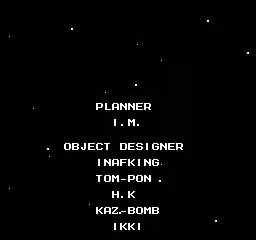 PLANNER
I.M.
OBJECT DESIGNER
INAFKING
TOM-PON
H.K
KAZ-BOMB
IKKI